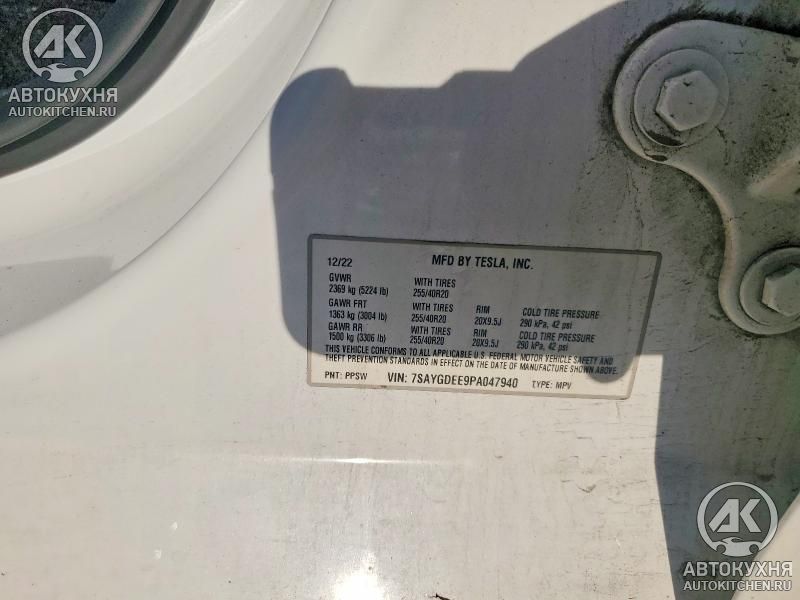 AK
АВТОКУХНЯ
AUTOKITCHEN.RU
12/22 MFD BY TESLA, INC.
GVWR WITH TIRES
2369 kg (5224 lb) 255/40R20
GAWR FRT WITH TIRES RIM COLD TIRE PRESSURE
1363 kg (3004 lb) 255/40R20 20X9.5J 290 kPa, 42 psi
GAWR RR WITH TIRES RIM COLD TIRE PRESSURE
1500 kg (3306 lb) 255/40R20 20X9.5J 290 kPa, 42 psi
THIS VEHICLE CONFORMS TO ALL APPLICABLE U.S. FEDERAL MOTOR VEHICLE SAFETY AND
THEFT PREVENTION STANDARDS IN EFFECT ON THE DATE OF MANUFACTURE SHOWN ABOVE.
PNT: PPSW VIN: 7SAYGDEE9PA047940 TYPE: MPV
AK
АВТОКУХНЯ
AUTOKITCHEN.RU